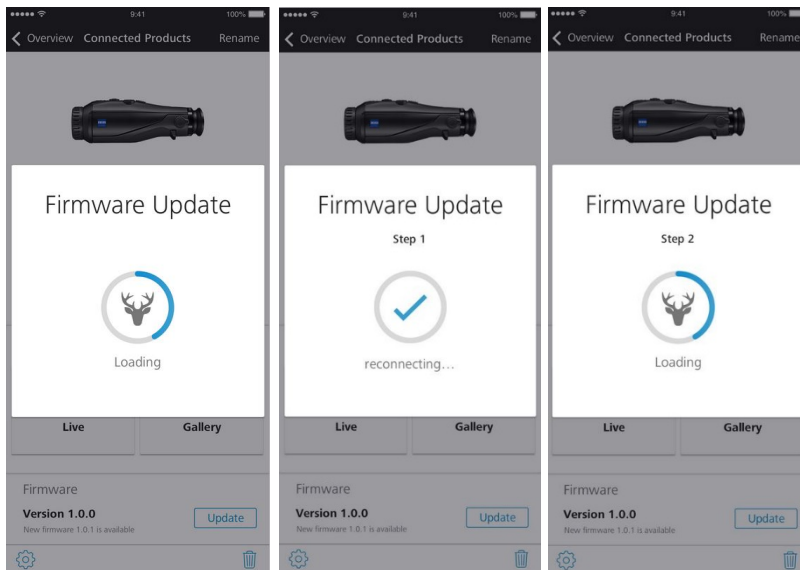 9:41 100%
Overview Connected Products Rename
ZEISS
Firmware Update
Loading
Live Gallery
Firmware
Version 1.0.0
New firmware 1.0.1 is available
Update
9:41 100%
Overview Connected Products Rename
ZEISS
Firmware Update
Step 1
reconnecting...
Live Gallery
Firmware
Version 1.0.0
New firmware 1.0.1 is available
Update
9:41 100%
Overview Connected Products Rename
ZEISS
Firmware Update
Step 2
Loading
Live Gallery
Firmware
Version 1.0.0
New firmware 1.0.1 is available
Update